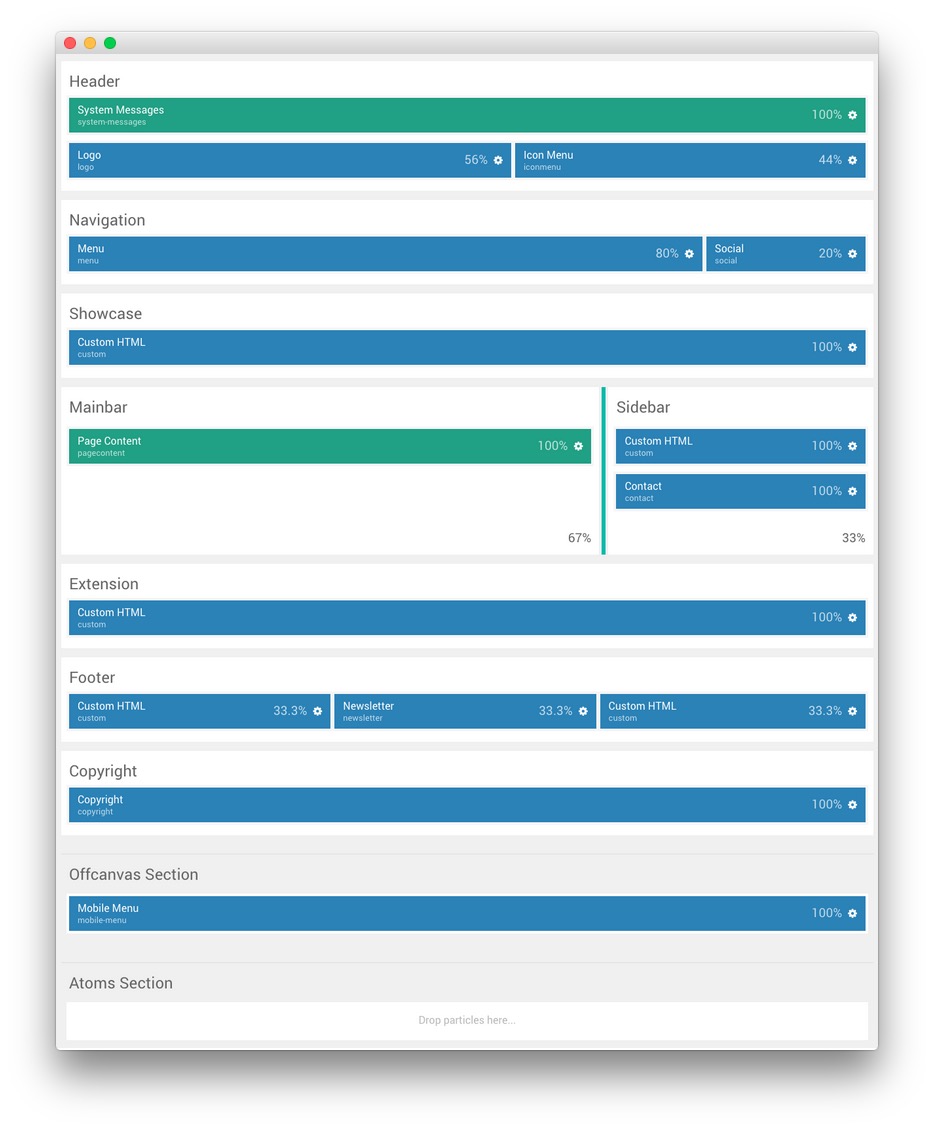 Header
System Messages
system-messages
100%
Logo
logo
56%
Icon Menu
iconmenu
44%
Navigation
Menu
menu
80%
Social
social
20%
Showcase
Custom HTML
custom
100%
Mainbar
Page Content
pagecontent
100%
67%
Sidebar
Custom HTML
custom
100%
Contact
contact
100%
33%
Extension
Custom HTML
custom
100%
Footer
Custom HTML
custom
33.3%
Newsletter
newsletter
33.3%
Custom HTML
custom
33.3%
Copyright
Copyright
copyright
100%
Offcanvas Section
Mobile Menu
mobile-menu
100%
Atoms Section
Drop particles here...